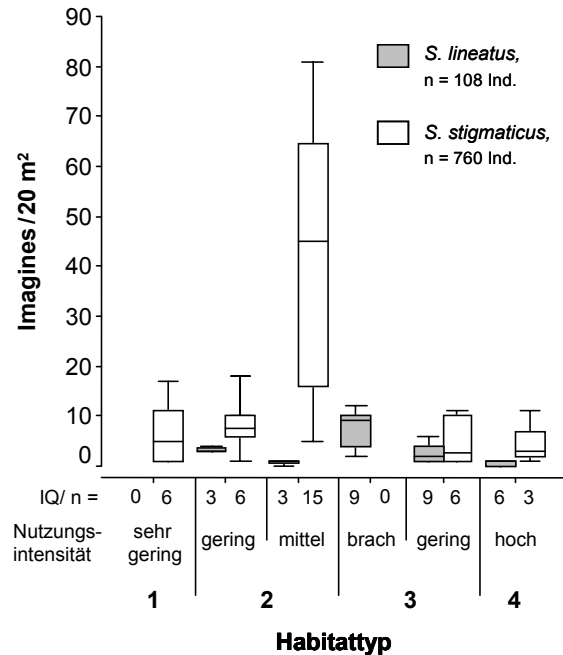 90
80
70
60
50
40
30
20
10
0
Imagines/20 m²
S. lineatus,
n = 108 Ind.
S. stigmaticus,
n = 760 Ind.
IQ/ n = 0 6 3 6 3 15 9 0 9 6 6 3
Nutzungs-
intensität
sehr
gering
gering mittel brach gering hoch
1 2 3 4
Habitattyp